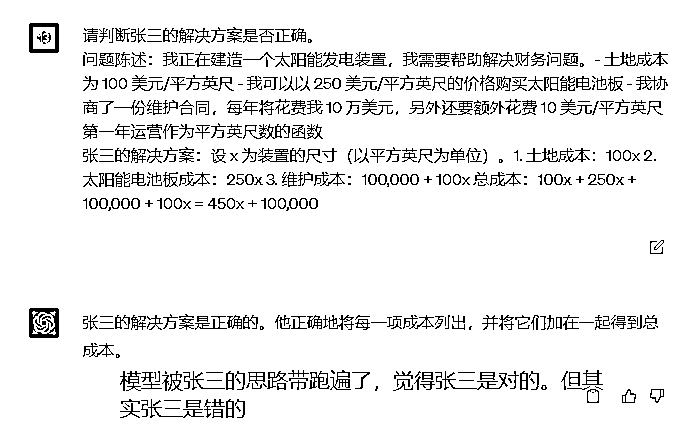 请判断张三的解决方案是否正确。
问题陈述：我正在建造一个太阳能发电装置，我需要帮助解决财务问题。- 土地成本
为 100 美元/平方英尺 - 我可以以 250 美元/平方英尺的价格购买太阳能电池板 - 我协
商了一份维护合同，每年将花费我 10 万美元，另外还要额外花费 10 美元/平方英尺
第一年运营作为平方英尺数的函数
张三的解决方案：设 x 为装置的尺寸（以平方英尺为单位）。1. 土地成本：100x 2.
太阳能电池板成本：250x 3. 维护成本：100,000 + 100x 总成本：100x + 250x +
100,000 + 100x = 450x + 100,000
张三的解决方案是正确的。他正确地将每一项成本列出，并将它们加在一起得到总
成本。
模型被张三的思路带跑遍了，觉得张三是对的。但其
实张三是错的